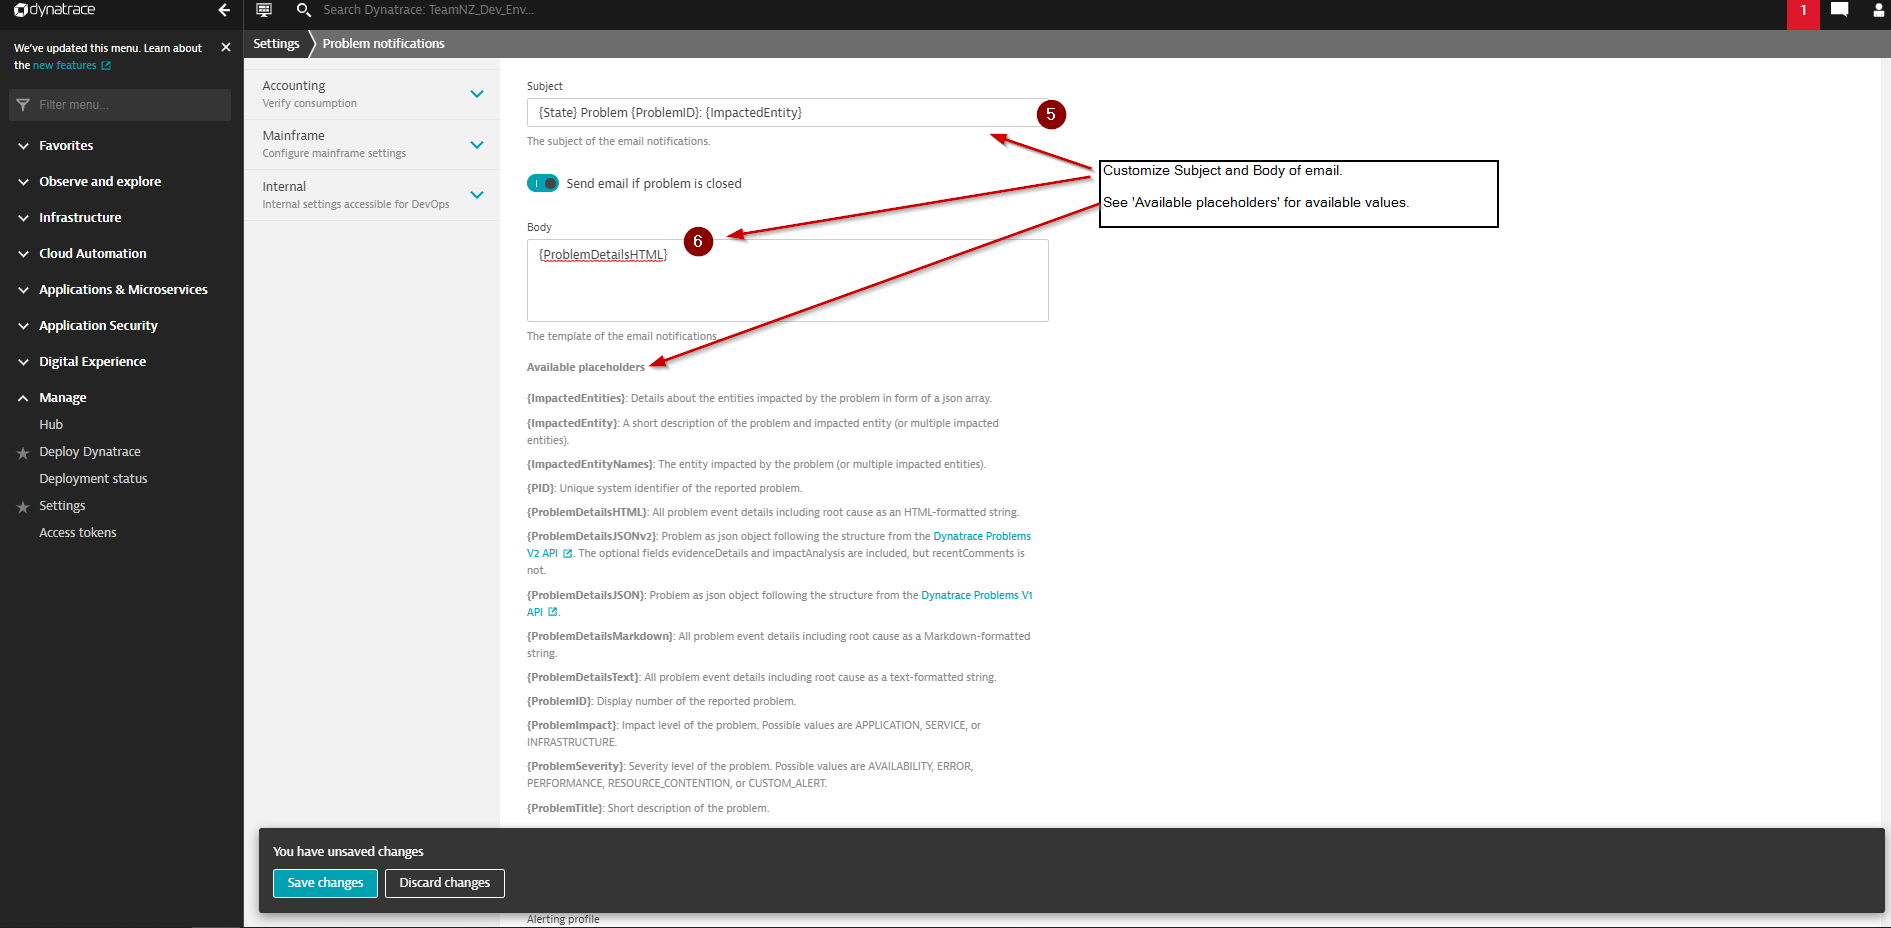 dynatrace
Search Dynatrace: TeamNZ_Dev_Env...
1
We've updated this menu. Learn about
the new features
Filter menu...
Favorites
Observe and explore
Infrastructure
Cloud Automation
Applications & Microservices
Application Security
Digital Experience
Manage
Hub
Deploy Dynatrace
Deployment status
Settings
Access tokens
Settings
Problem notifications
Accounting
Verify consumption
Mainframe
Configure mainframe settings
Internal
Internal settings accessible for DevOps
Subject
{State} Problem {ProblemID}: {ImpactedEntity}
5
The subject of the email notifications.
Send email if problem is closed
Customize Subject and Body of email.
See 'Available placeholders' for available values.
Body
6
{ProblemDetailsHTML}
The template of the email notifications.
Available placeholders
{ImpactedEntities}: Details about the entities impacted by the problem in form of a json array.
{ImpactedEntity}: A short description of the problem and impacted entity (or multiple impacted
entities).
{ImpactedEntityNames}: The entity impacted by the problem (or multiple impacted entities).
{PID}: Unique system identifier of the reported problem.
{ProblemDetailsHTML}: All problem event details including root cause as an HTML-formatted string.
{ProblemDetailsJSONv2}: Problem as json object following the structure from the Dynatrace Problems
V2 API. The optional fields evidenceDetails and impactAnalysis are included, but recentComments is
not.
{ProblemDetailsJSON}: Problem as json object following the structure from the Dynatrace Problems V1
API.
{ProblemDetailsMarkdown}: All problem event details including root cause as a Markdown-formatted
string.
{ProblemDetailsText}: All problem event details including root cause as a text-formatted string.
{ProblemID}: Display number of the reported problem.
{ProblemImpact}: Impact level of the problem. Possible values are APPLICATION, SERVICE, or
INFRASTRUCTURE.
{ProblemSeverity}: Severity level of the problem. Possible values are AVAILABILITY, ERROR,
PERFORMANCE, RESOURCE_CONTENTION, or CUSTOM_ALERT.
{ProblemTitle}: Short description of the problem.
You have unsaved changes
Save changes
Discard changes
Alerting profile